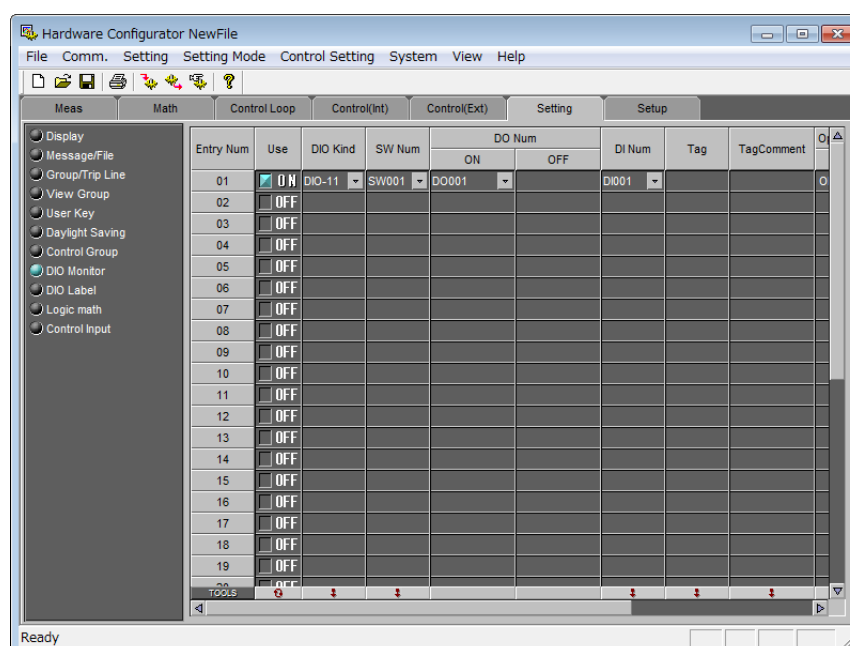 Hardware Configurator NewFile
File Comm. Setting Setting Mode Control Setting System View Help
Meas Math Control Loop Control(Int) Control(Ext) Setting Setup
Display
Message/File
Group/Trip Line
View Group
User Key
Daylight Saving
Control Group
DIO Monitor
DIO Label
Logic math
Control Input
Entry Num Use DIO Kind SW Num DO Num DI Num Tag TagComment
ON OFF
01 ON DIO-11 SW001 DO001 DI001
02 OFF
03 OFF
04 OFF
05 OFF
06 OFF
07 OFF
08 OFF
09 OFF
10 OFF
11 OFF
12 OFF
13 OFF
14 OFF
15 OFF
16 OFF
17 OFF
18 OFF
19 OFF
20 OFF
TOOLS
Ready